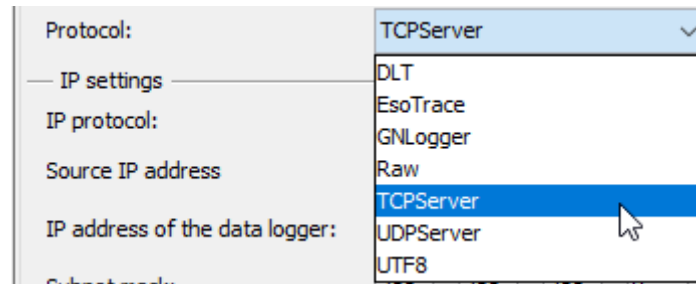 Protocol: TCPServer
DLT
IP settings
EsoTrace
IP protocol:
GNLogger
Source IP address
Raw
TCPServer
IP address of the data logger:
UDPServer
UTF8